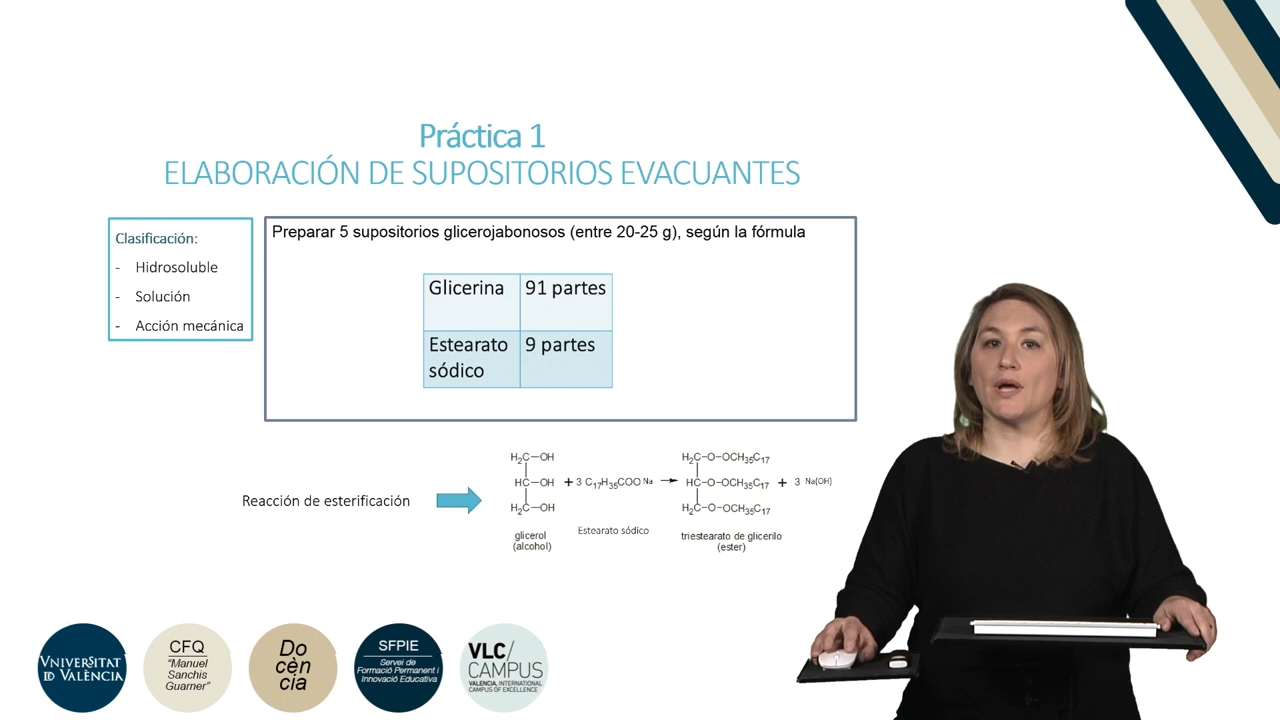 Práctica 1
ELABORACIÓN DE SUPOSITORIOS EVACUANTES
Clasificación:
- Hidrosoluble
- Solución
- Acción mecánica
Preparar 5 supositorios glicerojabonosos (entre 20-25 g), según la fórmula
Glicerina 91 partes
Estearato sódico 9 partes
Reacción de esterificación
H2C—OH
HC—OH + 3 C17H35COO Na
H2C—OH
glicerol
(alcohol)
Estearato sódico
H2C-O-OCH35C17
HC-O-OCH35C17 + 3 Na(OH)
H2C-O-OCH35C17
triestearato de glicerilo
(ester)
VNIVERSITAT
ID VALÈNCIA
CFQ
"Manuel
Sanchis
Guarner"
Do
cèn
cia
SFPIE
Servei de
Formació Permanent i
Innovació Educativa
VLC/
CAMPUS
VALENCIA, INTERNATIONAL
CAMPUS OF EXCELLENCE